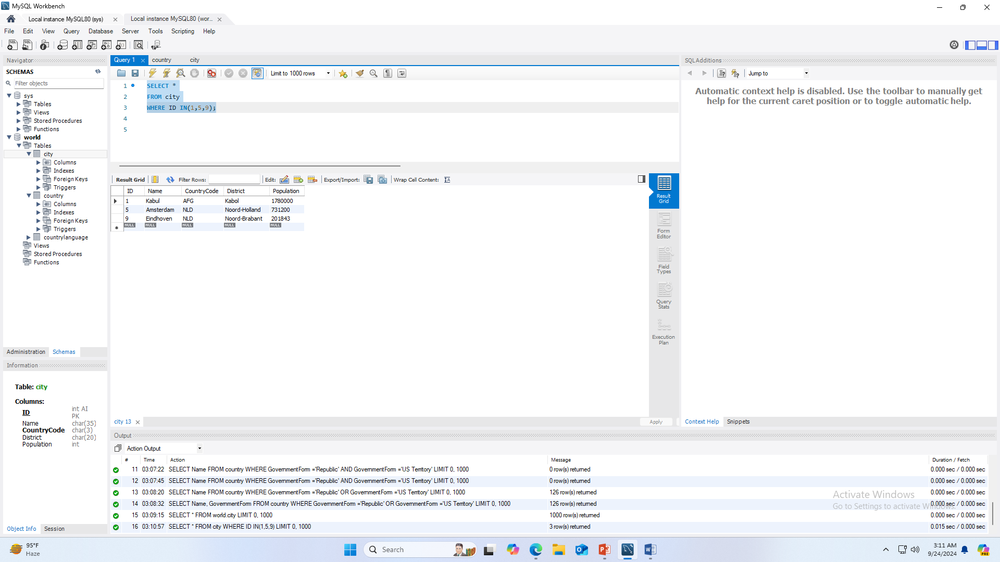 MySQL Workbench
Local instance MySQL80 (sys)
Local instance MySQL80 (wor...
File Edit View Query Database Server Tools Scripting Help
Navigator
SCHEMAS
Filter objects
sys
Tables
Views
Stored Procedures
Functions
world
Tables
city
Columns
Indexes
Foreign Keys
Triggers
country
Columns
Indexes
Foreign Keys
Triggers
countrylanguage
Views
Stored Procedures
Functions
Administration Schemas
Information
Table: city
Columns:
ID int AI PK
Name char(35)
CountryCode char(3)
District char(20)
Population int
Object Info Session
Query 1 country city
Limit to 1000 rows
1 SELECT *
2 FROM city
3 WHERE ID IN(1,5,9);
4
5
Result Grid Filter Rows: Edit: Export/Import: Wrap Cell Content:
ID Name CountryCode District Population
1 Kabul AFG Kabol 1780000
5 Amsterdam NLD Noord-Holland 731200
9 Eindhoven NLD Noord-Brabant 201843
NULL NULL NULL NULL NULL
Result Grid
Form Editor
Field Types
Query Stats
Execution Plan
city 13
Apply
SQLAdditions
Jump to
Automatic context help is disabled. Use the toolbar to manually get
help for the current caret position or to toggle automatic help.
Context Help Snippets
Output
Action Output
# Time Action Message Duration / Fetch
11 03:07:22 SELECT Name FROM country WHERE GovernmentForm ='Republic' AND GovernmentForm ='US Territory' LIMIT 0, 1000 0 row(s) returned 0.000 sec / 0.000 sec
12 03:07:45 SELECT Name FROM country WHERE GovernmentForm ='Republic' AND GovernmentForm ='US Territory' LIMIT 0, 1000 0 row(s) returned 0.000 sec / 0.000 sec
13 03:08:20 SELECT Name FROM country WHERE GovernmentForm ='Republic' OR GovernmentForm ='US Territory' LIMIT 0, 1000 126 row(s) returned 0.000 sec / 0.000 sec
14 03:08:32 SELECT Name, GovernmentForm FROM country WHERE GovernmentForm ='Republic' OR GovernmentForm ='US Territory' LIMIT 0, 1000 126 row(s) returned 0.000 sec / 0.000 sec
15 03:09:15 SELECT * FROM world.city LIMIT 0, 1000 1000 row(s) returned 0.000 sec / 0.000 sec
16 03:10:57 SELECT * FROM city WHERE ID IN(1,5,9) LIMIT 0, 1000 3 row(s) returned 0.015 sec / 0.000 sec
Activate Windows
Go to Settings to activate Windows.
95°F
Haze
Search
3:11 AM
9/24/2024
PRE